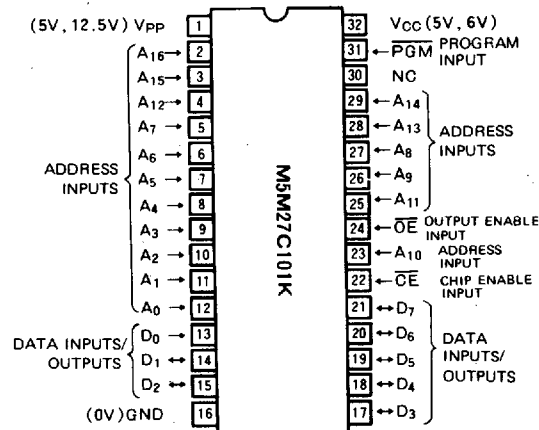 (5V, 12.5V) VPP 1
A16→ 2
A15→ 3
A12→ 4
A7 → 5
A6 → 6
A5 → 7
A4 → 8
A3 → 9
A2 → 10
A1 → 11
A0 → 12
ADDRESS
INPUTS
D0 → 13
D1 ↔ 14
D2 ↔ 15
DATA INPUTS/
OUTPUTS
(0V)GND 16
M5M27C101K
32 VCC (5V, 6V)
31 ←PGM PROGRAM
INPUT
30 NC
29 ←A14
28 ←A13
27 ←A8
26 ←A9
25 ←A11
ADDRESS
INPUTS
24 ←OE OUTPUT ENABLE
INPUT
23 ←A10 ADDRESS
INPUT
22 ←CE CHIP ENABLE
INPUT
21 ↔D7
20 ↔D6
19 ↔D5
18 ↔D4
17 ↔D3
DATA
INPUTS/
OUTPUTS